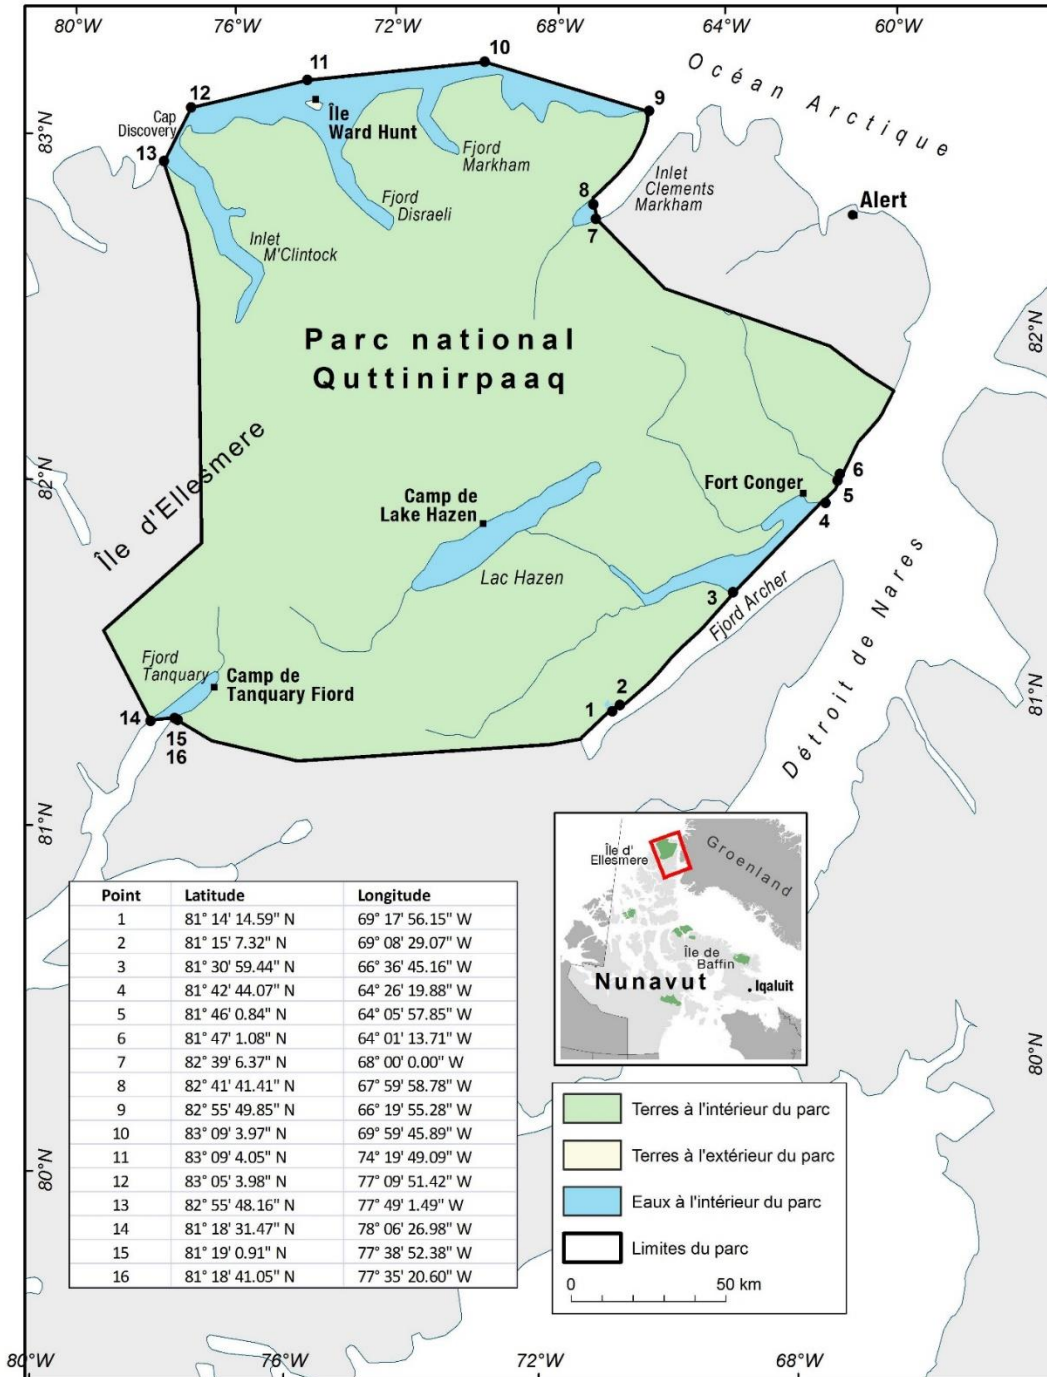 80°W 76°W 72°W 68°W 64°W 60°W
Océan Arctique
10
11
12
9
Cap
Discovery
Île
Ward Hunt
83°N
13
Fjord
Markham
Inlet
Clements
Markham
8
Alert
Fjord
Disraeli
7
Inlet
M'Clintock
Parc national
Quttinirpaaq
82°N
Île d'Ellesmere
82°N
6
Fort Conger
5
Camp de
Lake Hazen
4
Lac Hazen
3
Fjord Archer
Détroit de Nares
Fjord
Tanquary
Camp de
Tanquary Fiord
2
1
81°N
14
15
16
81°N
Île d'
Ellesmere
Groenland
Île de
Baffin
Nunavut
Iqaluit
Point Latitude Longitude
1 81° 14' 14.59" N 69° 17' 56.15" W
2 81° 15' 7.32" N 69° 08' 29.07" W
3 81° 30' 59.44" N 66° 36' 45.16" W
4 81° 42' 44.07" N 64° 26' 19.88" W
5 81° 46' 0.84" N 64° 05' 57.85" W
6 81° 47' 1.08" N 64° 01' 13.71" W
7 82° 39' 6.37" N 68° 00' 0.00" W
8 82° 41' 41.41" N 67° 59' 58.78" W
9 82° 55' 49.85" N 66° 19' 55.28" W
10 83° 09' 3.97" N 69° 59' 45.89" W
11 83° 09' 4.05" N 74° 19' 49.09" W
12 83° 05' 3.98" N 77° 09' 51.42" W
13 82° 55' 48.16" N 77° 49' 1.49" W
14 81° 18' 31.47" N 78° 06' 26.98" W
15 81° 19' 0.91" N 77° 38' 52.38" W
16 81° 18' 41.05" N 77° 35' 20.60" W
80°N
80°N
Terres à l'intérieur du parc
Terres à l'extérieur du parc
Eaux à l'intérieur du parc
Limites du parc
0 50 km
80°W 76°W 72°W 68°W